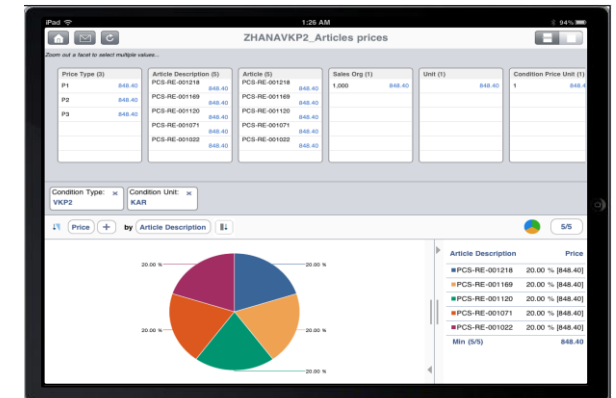 iPad 1:26 AM 94%
ZHANAVKP2_Articles prices
Zoom out a facet to select multiple values...
Price Type (3) Article Description (5) Article (5) Sales Org (1) Unit (1) Condition Price Unit (1)
P1 848.40 PCS-RE-001218 848.40 PCS-RE-001218 848.40 1,000 848.40 848.40 1 848.4
P2 848.40 PCS-RE-001169 848.40 PCS-RE-001169 848.40
P3 848.40 PCS-RE-001120 848.40 PCS-RE-001120 848.40
PCS-RE-001071 848.40 PCS-RE-001071 848.40
PCS-RE-001022 848.40 PCS-RE-001022 848.40
Condition Type: × Condition Unit: ×
VKP2 KAR
Price + by Article Description 5/5
Article Description Price
PCS-RE-001218 20.00 % [848.40]
PCS-RE-001169 20.00 % [848.40]
PCS-RE-001120 20.00 % [848.40]
PCS-RE-001071 20.00 % [848.40]
PCS-RE-001022 20.00 % [848.40]
Min (5/5) 848.40
20.00 % 20.00 %
20.00 % 20.00 %
20.00 %